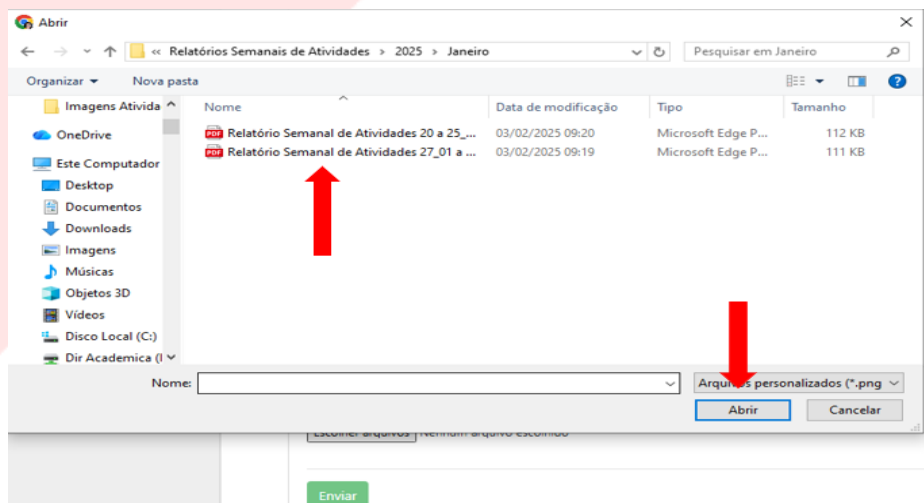 Abrir
« Relatórios Semanais de Atividades > 2025 > Janeiro
Pesquisar em Janeiro
Organizar
Nova pasta
Nome
Data de modificação
Tipo
Tamanho
Imagens Ativida
OneDrive
Este Computador
Desktop
Documentos
Downloads
Imagens
Músicas
Objetos 3D
Vídeos
Disco Local (C:)
Dir Academica (I
PDF Relatório Semanal de Atividades 20 a 25_... 03/02/2025 09:20 Microsoft Edge P... 112 KB
PDF Relatório Semanal de Atividades 27_01 a ... 03/02/2025 09:19 Microsoft Edge P... 111 KB
Nome:
personalizados (*.png
Abrir
Cancelar
Escolher arquivos Nenhum arquivo escolhido
Enviar